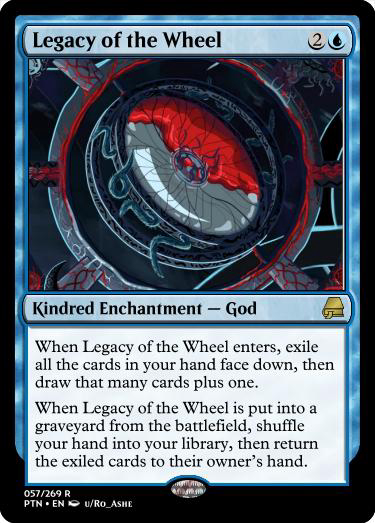 Legacy of the Wheel 2
Kindred Enchantment — God
When Legacy of the Wheel enters, exile
all the cards in your hand face down, then
draw that many cards plus one.
When Legacy of the Wheel is put into a
graveyard from the battlefield, shuffle
your hand into your library, then return
the exiled cards to their owner's hand.
057/269 R
PTN • EN u/Ro_Ashe